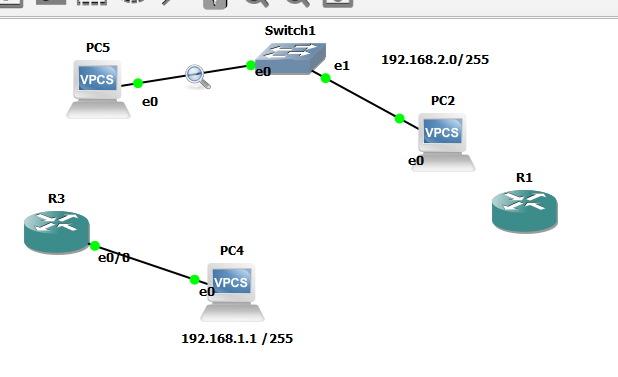 Switch1
PC5
192.168.2.0/255
VPCS
e0
e1
e0
PC2
VPCS
e0
R1
R3
e0/0
PC4
VPCS
e0
192.168.1.1 /255